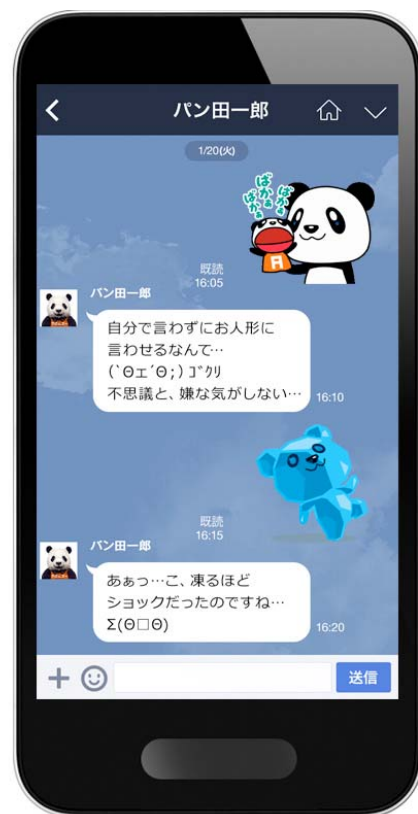 パン田一郎
1/20(火)
ばかぁ
ばかぁ
ばかぁ
既読
16:05
パン田一郎
自分で言わずにお人形に
言わせるなんて…
(`Θエ´Θ;)ゴクリ
不思議と、嫌な気がしない…
16:10
既読
16:15
パン田一郎
あぁっ…こ、凍るほど
ショックだったのですね…
Σ(Θ□Θ)
16:20
送信